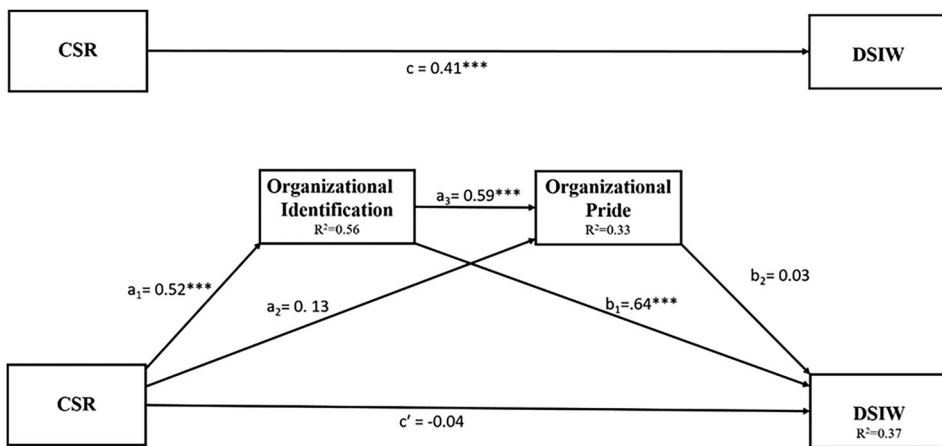 CSR
DSIW
c = 0.41***
Organizational
Identification
R²=0.56
a₃= 0.59***
Organizational
Pride
R²=0.33
a₁= 0.52***
a₂= 0. 13
b₁=.64***
b₂= 0.03
CSR
c’ = -0.04
DSIW
R²=0.37